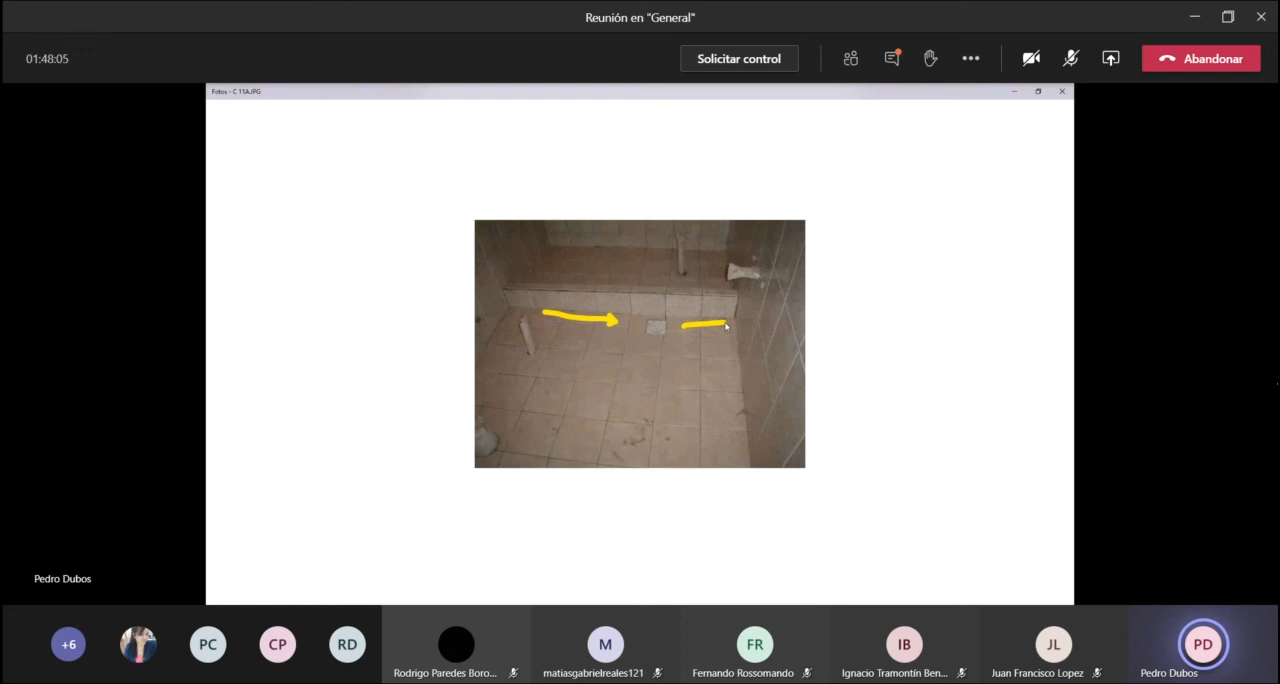 Reunión en "General"
01:48:05
Solicitar control
Abandonar
Fotos - C 11A.JPG
Pedro Dubos
+6
PC
CP
RD
M
FR
IB
JL
PD
Rodrigo Paredes Boro...
matiasgabrielreales121
Fernando Rossomando
Ignacio Tramontín Ben...
Juan Francisco Lopez
Pedro Dubos